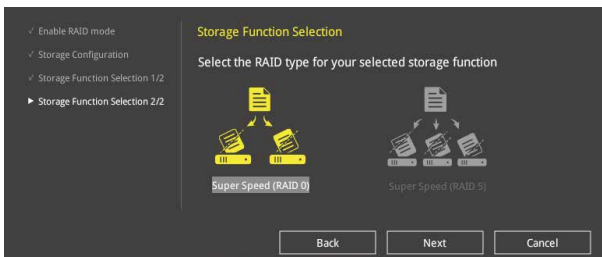 ✓ Enable RAID mode
✓ Storage Configuration
✓ Storage Function Selection 1/2
▶ Storage Function Selection 2/2
Storage Function Selection
Select the RAID type for your selected storage function
Super Speed (RAID 0)
Super Speed (RAID 5)
Back
Next
Cancel